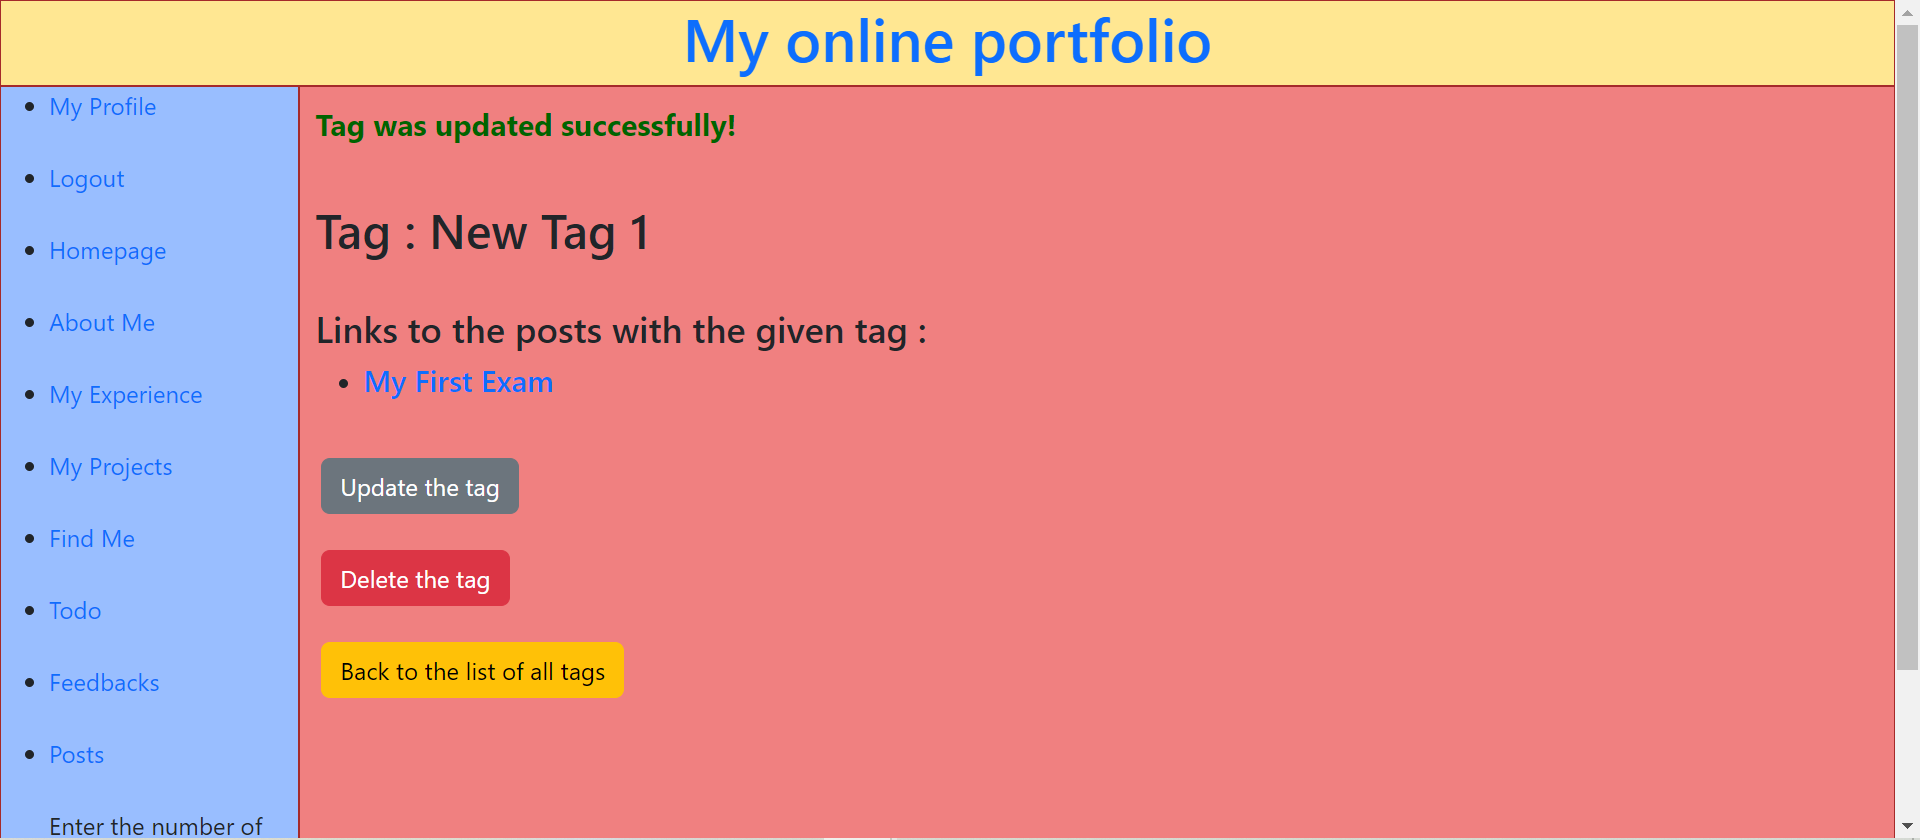 My online portfolio
My Profile
Logout
Homepage
About Me
My Experience
My Projects
Find Me
Todo
Feedbacks
Posts
Enter the number of
Tag was updated successfully!
Tag : New Tag 1
Links to the posts with the given tag :
My First Exam
Update the tag
Delete the tag
Back to the list of all tags